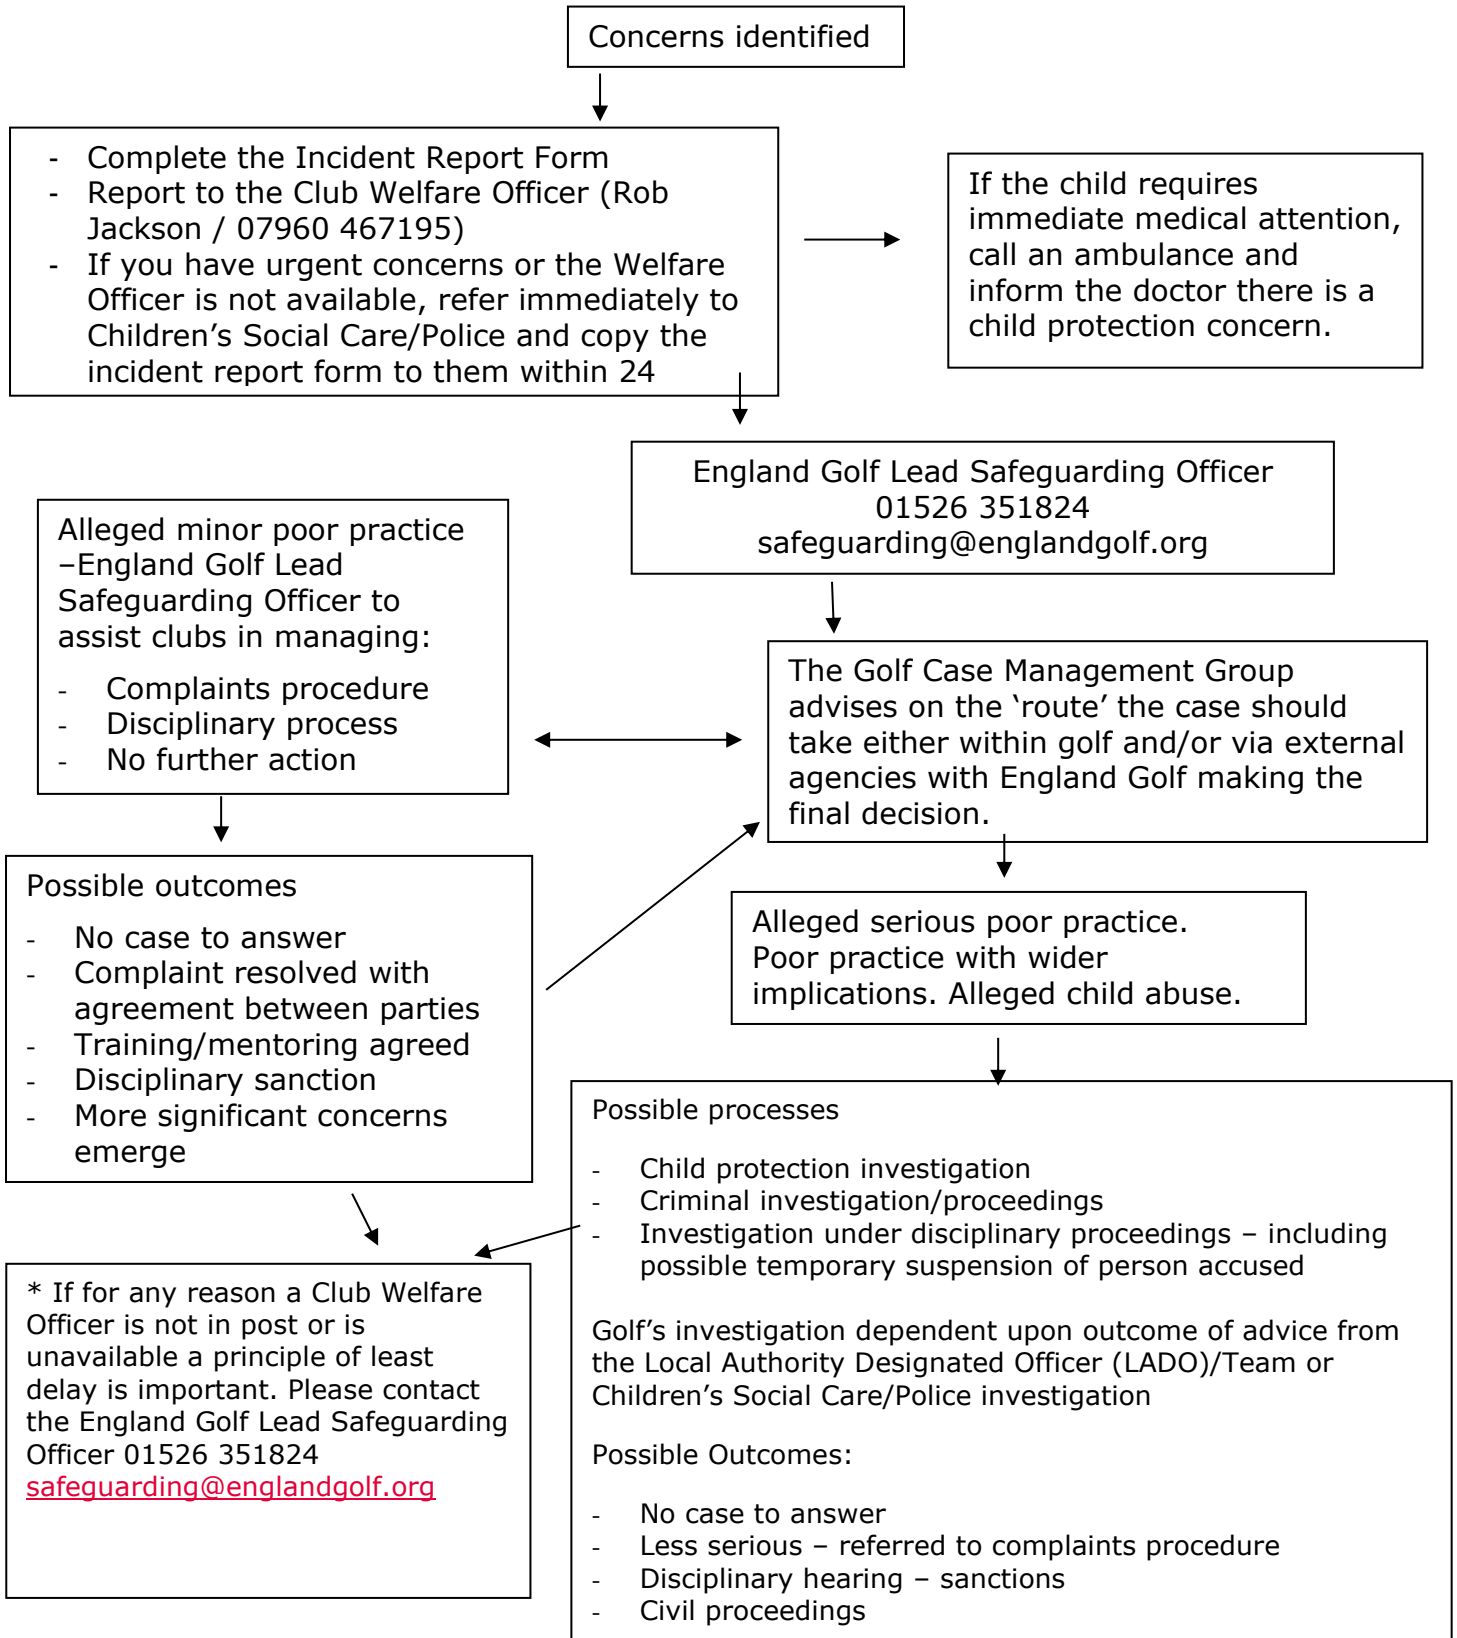 Concerns identified
- Complete the Incident Report Form
- Report to the Club Welfare Officer (Rob
Jackson / 07960 467195)
- If you have urgent concerns or the Welfare
Officer is not available, refer immediately to
Children’s Social Care/Police and copy the
incident report form to them within 24
If the child requires
immediate medical attention,
call an ambulance and
inform the doctor there is a
child protection concern.
England Golf Lead Safeguarding Officer
01526 351824
safeguarding@englandgolf.org
Alleged minor poor practice
–England Golf Lead
Safeguarding Officer to
assist clubs in managing:
- Complaints procedure
- Disciplinary process
- No further action
The Golf Case Management Group
advises on the ‘route’ the case should
take either within golf and/or via external
agencies with England Golf making the
final decision.
Possible outcomes
- No case to answer
- Complaint resolved with
agreement between parties
- Training/mentoring agreed
- Disciplinary sanction
- More significant concerns
emerge
Alleged serious poor practice.
Poor practice with wider
implications. Alleged child abuse.
Possible processes
- Child protection investigation
- Criminal investigation/proceedings
- Investigation under disciplinary proceedings – including
possible temporary suspension of person accused
Golf’s investigation dependent upon outcome of advice from
the Local Authority Designated Officer (LADO)/Team or
Children’s Social Care/Police investigation
Possible Outcomes:
- No case to answer
- Less serious – referred to complaints procedure
- Disciplinary hearing – sanctions
- Civil proceedings
* If for any reason a Club Welfare
Officer is not in post or is
unavailable a principle of least
delay is important. Please contact
the England Golf Lead Safeguarding
Officer 01526 351824
safeguarding@englandgolf.org